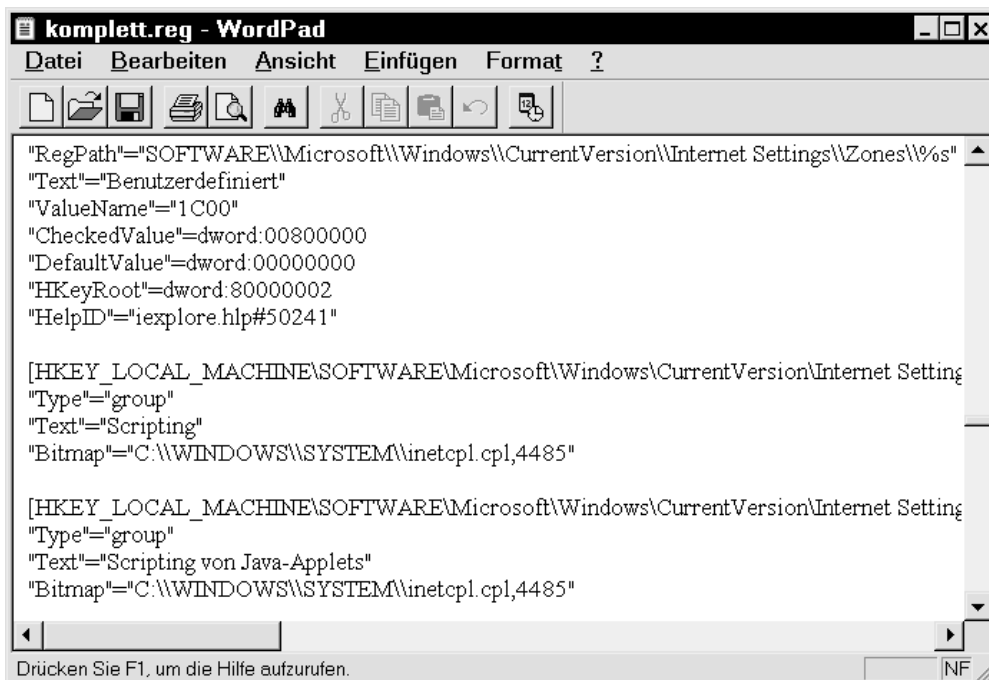 komplett.reg - WordPad
Datei Bearbeiten Ansicht Einfügen Format ?
"RegPath"="SOFTWARE\\Microsoft\\Windows\\CurrentVersion\\Internet Settings\\Zones\\%s"
"Text"="Benutzerdefiniert"
"ValueName"="1C00"
"CheckedValue"=dword:00800000
"DefaultValue"=dword:00000000
"HKeyRoot"=dword:80000002
"HelpID"="iexplore.hlp#50241"
[HKEY_LOCAL_MACHINE\SOFTWARE\Microsoft\Windows\CurrentVersion\Internet Setting
"Type"="group"
"Text"="Scripting"
"Bitmap"="C:\\WINDOWS\\SYSTEM\\inetcpl.cpl,4485"
[HKEY_LOCAL_MACHINE\SOFTWARE\Microsoft\Windows\CurrentVersion\Internet Setting
"Type"="group"
"Text"="Scripting von Java-Applets"
"Bitmap"="C:\\WINDOWS\\SYSTEM\\inetcpl.cpl,4485"
Drücken Sie F1, um die Hilfe aufzurufen.
NF